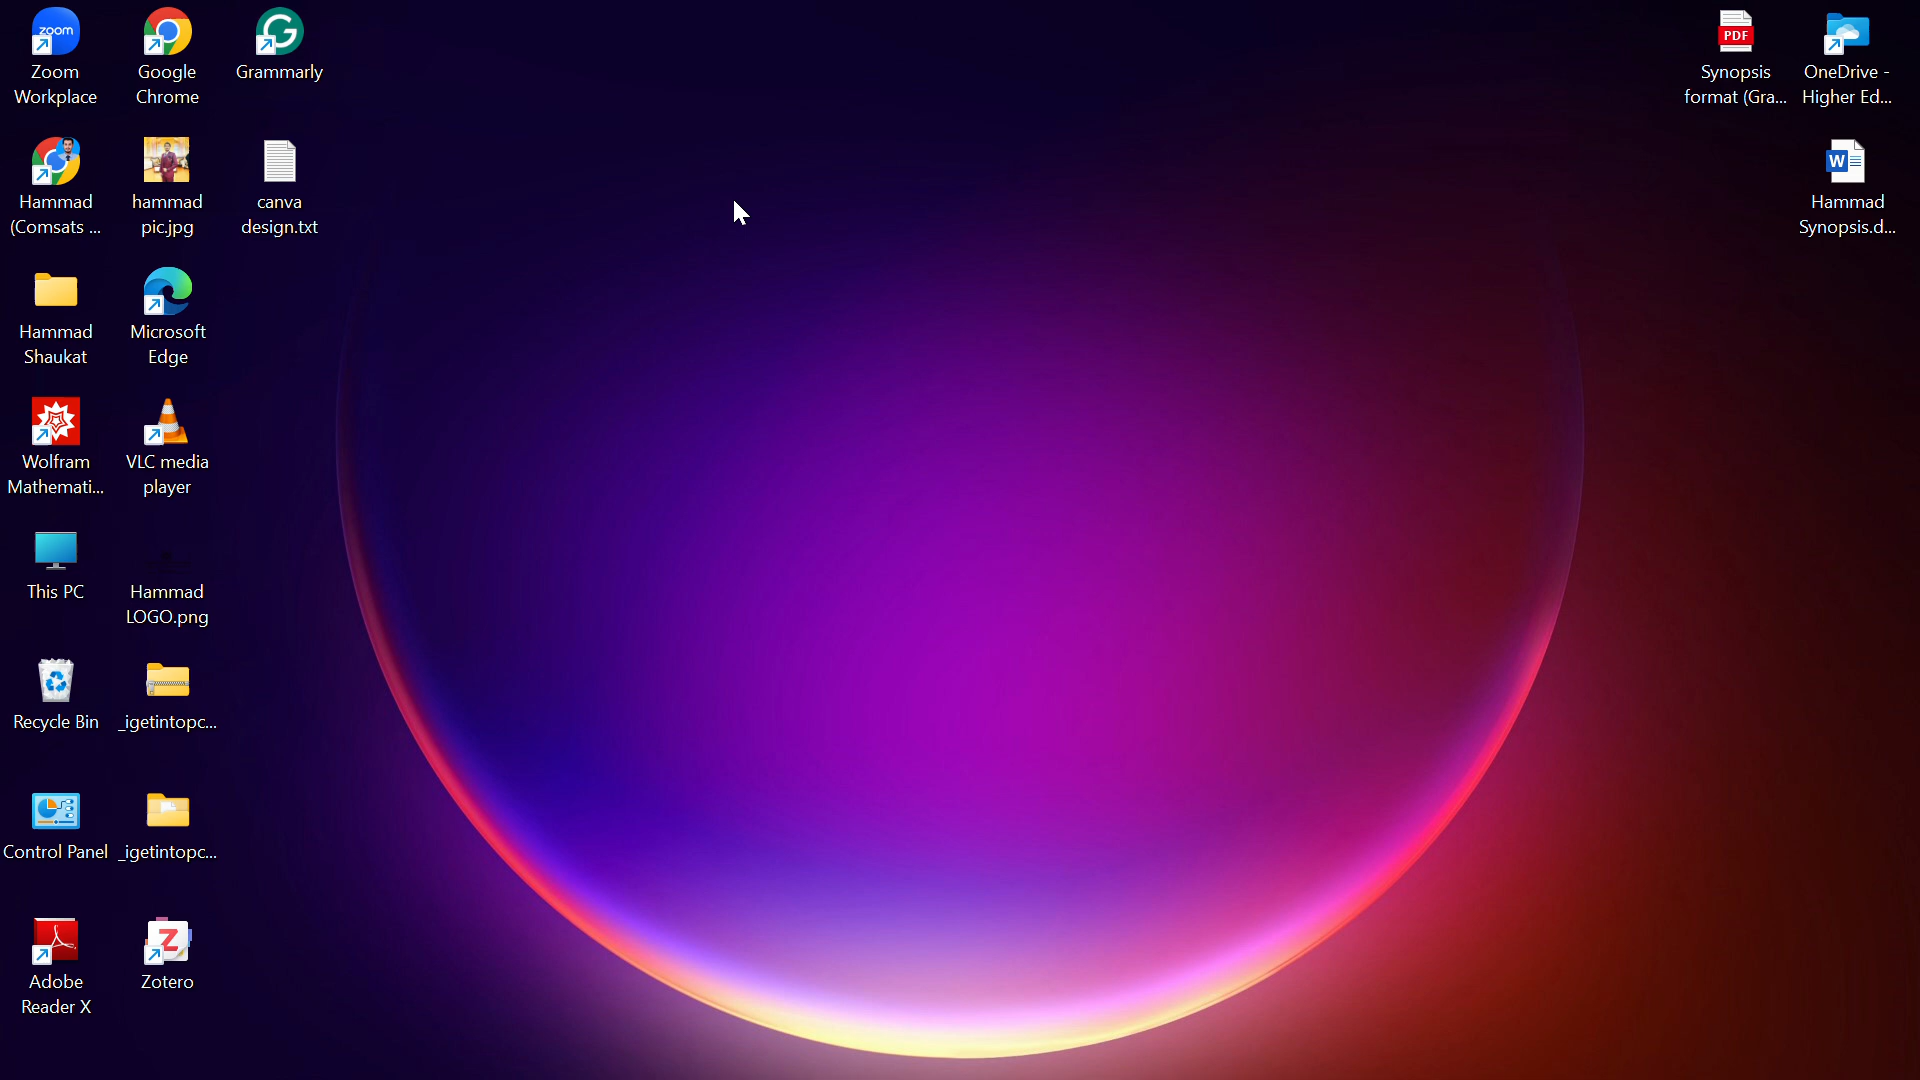 zoom
Zoom
Workplace
Google
Chrome
Grammarly
Hammad
(Comsats ...
hammad
pic.jpg
canva
design.txt
Hammad
Shaukat
Microsoft
Edge
Wolfram
Mathemati...
VLC media
player
This PC
Hammad
LOGO.png
Recycle Bin
_igetintopc...
Control Panel
_igetintopc...
Adobe
Reader X
Z
Zotero
PDF
Synopsis
format (Gra...
OneDrive -
Higher Ed...
W
Hammad
Synopsis.d...